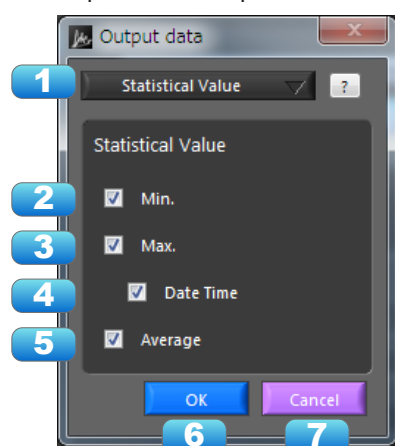 Output data
1
Statistical Value
?
Statistical Value
2
Min.
3
Max.
4
Date Time
5
Average
OK
Cancel
6
7